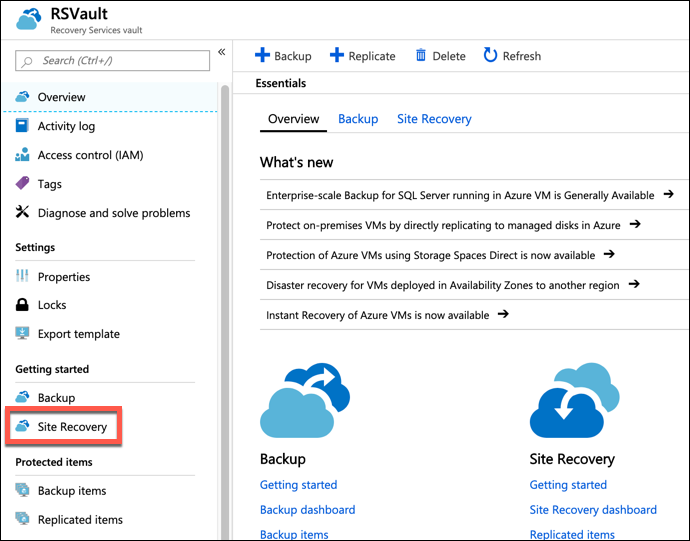 RSVault
Recovery Services vault
Search (Ctrl+/)
«
Overview
Activity log
Access control (IAM)
Tags
Diagnose and solve problems
Settings
Properties
Locks
Export template
Getting started
Backup
Site Recovery
Protected items
Backup items
Replicated items
Backup Replicate Delete Refresh
Essentials
Overview Backup Site Recovery
What's new
Enterprise-scale Backup for SQL Server running in Azure VM is Generally Available →
Protect on-premises VMs by directly replicating to managed disks in Azure →
Protection of Azure VMs using Storage Spaces Direct is now available →
Disaster recovery for VMs deployed in Availability Zones to another region →
Instant Recovery of Azure VMs is now available →
Backup
Getting started
Backup dashboard
Backup items
Site Recovery
Getting started
Site Recovery dashboard
Replicated items